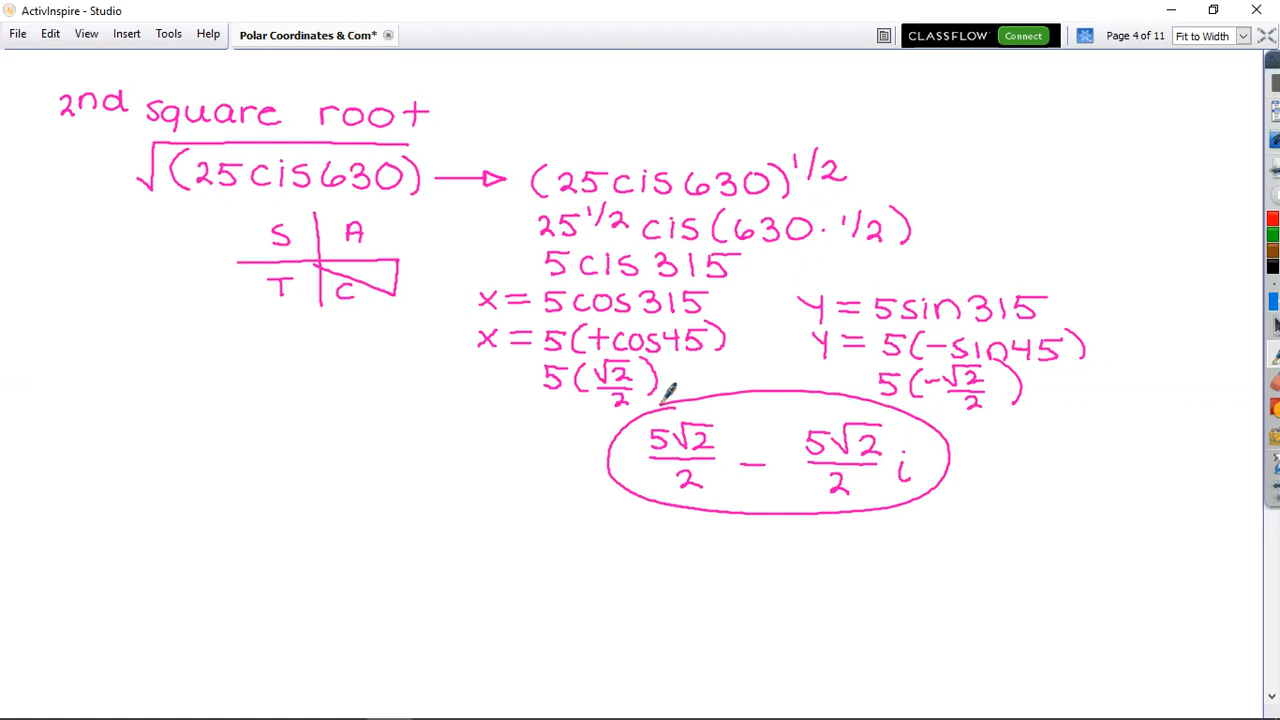 ActivInspire - Studio
File Edit View Insert Tools Help
Polar Coordinates & Com*
CLASSFLOW Connect
Page 4 of 11
Fit to Width
2nd square root
√(25cis630) → (25cis630)^1/2
25^1/2 cis(630·1/2)
5cis315
x = 5cos315 y = 5sin315
x = 5(+cos45) y = 5(-sin45)
5(√2/2) 5(-√2/2)
5√2/2 - 5√2/2 i
S A
T C